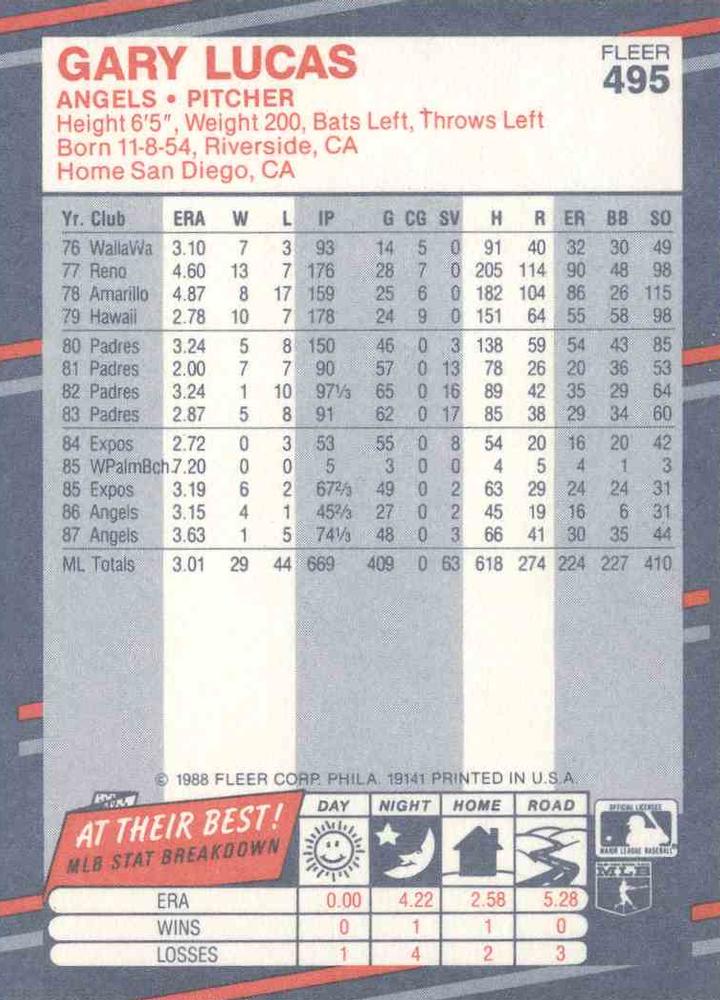 GARY LUCAS
FLEER
495
ANGELS • PITCHER
Height 6'5", Weight 200, Bats Left, Throws Left
Born 11-8-54, Riverside, CA
Home San Diego, CA
Yr. Club ERA W L IP G CG SV H R ER BB SO
76 WallaWa 3.10 7 3 93 14 5 0 91 40 32 30 49
77 Reno 4.60 13 7 176 28 7 0 205 114 90 48 98
78 Amarillo 4.87 8 17 159 25 6 0 182 104 86 26 115
79 Hawaii 2.78 10 7 178 24 9 0 151 64 55 58 98
80 Padres 3.24 5 8 150 46 0 3 138 59 54 43 85
81 Padres 2.00 7 7 90 57 0 13 78 26 20 36 53
82 Padres 3.24 1 10 97⅓ 65 0 16 89 42 35 29 64
83 Padres 2.87 5 8 91 62 0 17 85 38 29 34 60
84 Expos 2.72 0 3 53 55 0 8 54 20 16 20 42
85 WPalmBch 7.20 0 0 5 3 0 0 4 5 4 1 3
85 Expos 3.19 6 2 67⅔ 49 0 2 63 29 24 24 31
86 Angels 3.15 4 1 45⅔ 27 0 2 45 19 16 6 31
87 Angels 3.63 1 5 74⅓ 48 0 3 66 41 30 35 44
ML Totals 3.01 29 44 669 409 0 63 618 274 224 227 410
© 1988 FLEER CORP. PHILA. 19141 PRINTED IN U.S.A.
AT THEIR BEST!
MLB STAT BREAKDOWN
DAY NIGHT HOME ROAD
OFFICIAL LICENSEE
MAJOR LEAGUE BASEBALL
MLB
ERA 0.00 4.22 2.58 5.28
WINS 0 1 1 0
LOSSES 1 4 2 3